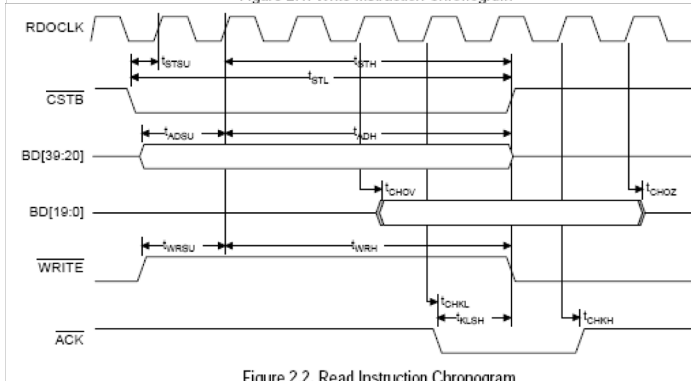 RDOCLK
tSTSU
tSTH
tSTL
CSTB
tADSU
tADH
BD[39:20]
tCHOV
tCHOZ
BD[19:0]
tWRSU
tWRH
WRITE
tCHKL
tKLSH
tCHKH
ACK
Figure 2.2. Read Instruction Chronogram